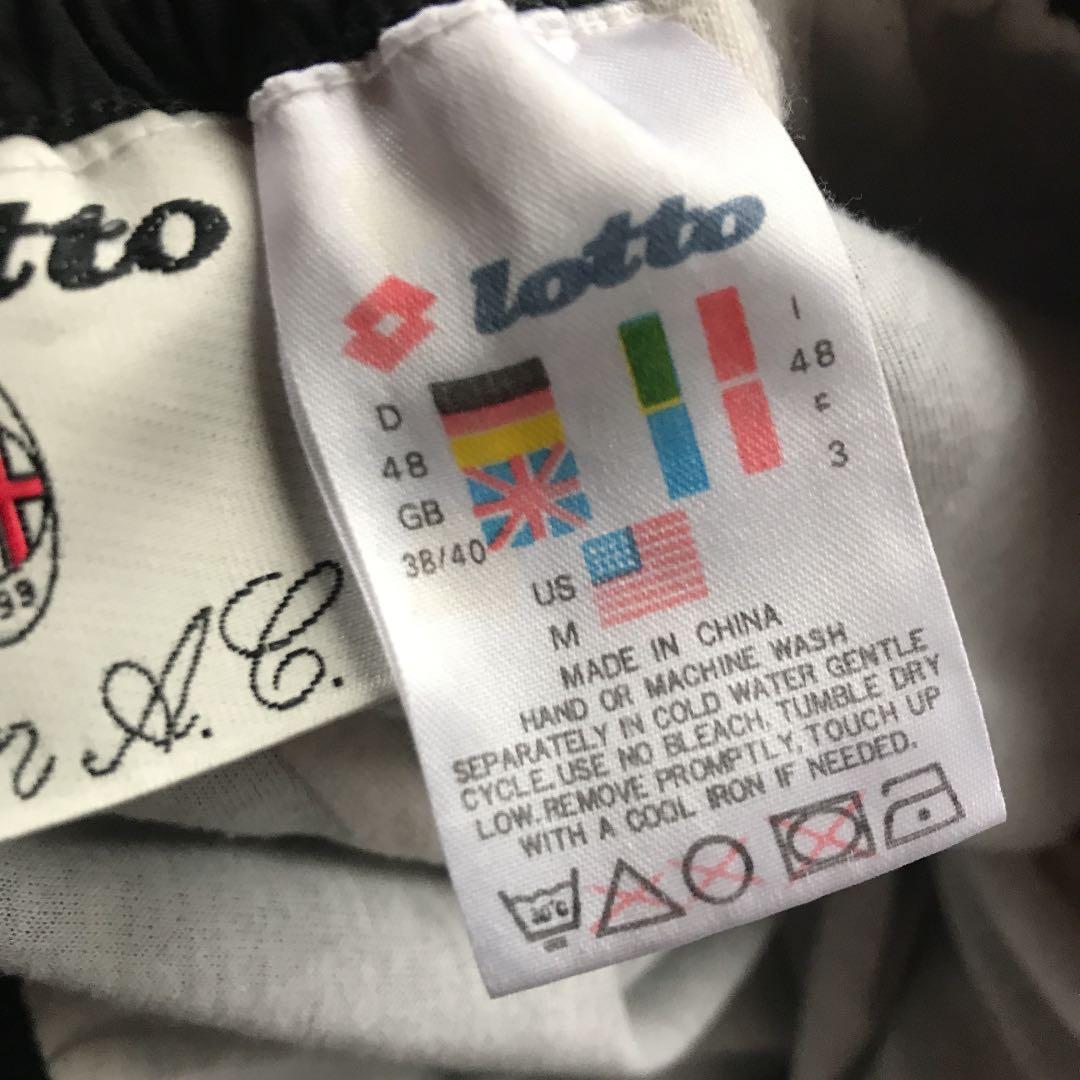 tto
99
n A.C.
lotto
D
48
GB
38/40
I
48
F
3
US
M
MADE IN CHINA
HAND OR MACHINE WASH
SEPARATELY IN COLD WATER GENTLE
CYCLE. USE NO BLEACH. TUMBLE DRY
LOW. REMOVE PROMPTLY. TOUCH UP
WITH A COOL IRON IF NEEDED.
30°C